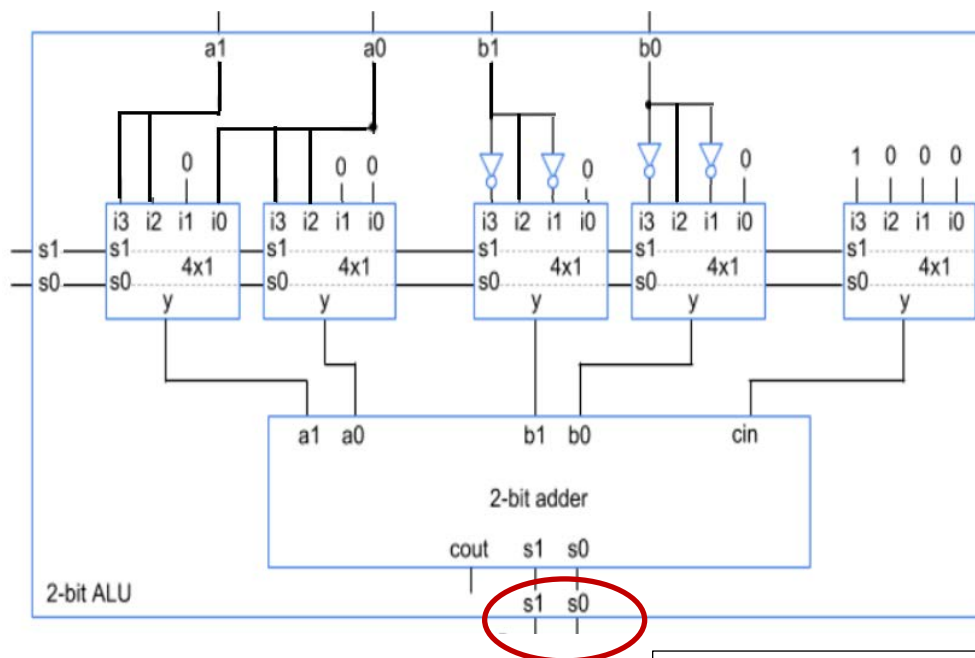 a1 a0 b1 b0
0 0 0 0 0 1 0 0 0
i3 i2 i1 i0 i3 i2 i1 i0 i3 i2 i1 i0 i3 i2 i1 i0 i3 i2 i1 i0
s1 s1 s1 s1 s1 s1
4x1 4x1 4x1 4x1 4x1
s0 s0 s0 s0 s0 s0
y y y y y
a1 a0 b1 b0 cin
2-bit adder
cout s1 s0
2-bit ALU s1 s0